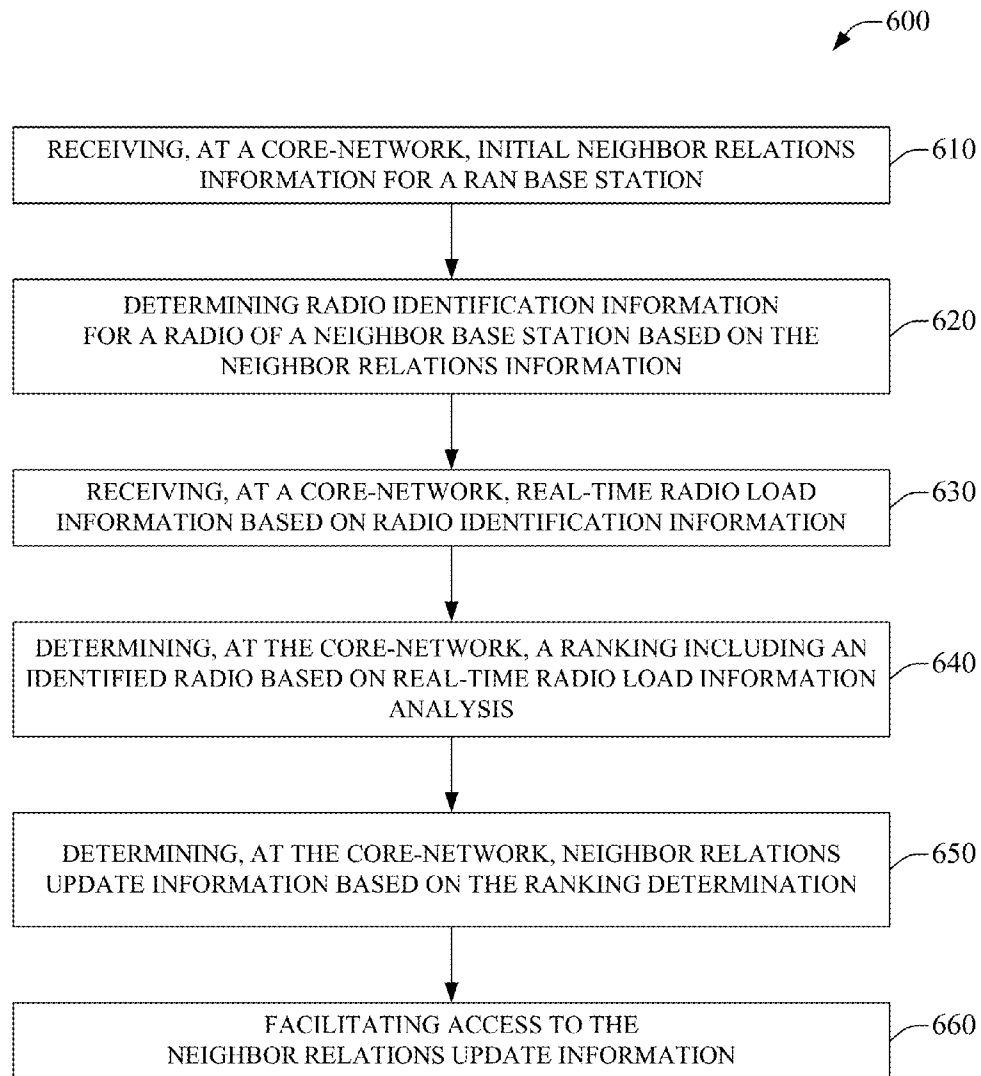 600
RECEIVING, AT A CORE-NETWORK, INITIAL NEIGHBOR RELATIONS
INFORMATION FOR A RAN BASE STATION
610
DETERMINING RADIO IDENTIFICATION INFORMATION
FOR A RADIO OF A NEIGHBOR BASE STATION BASED ON THE
NEIGHBOR RELATIONS INFORMATION
620
RECEIVING, AT A CORE-NETWORK, REAL-TIME RADIO LOAD
INFORMATION BASED ON RADIO IDENTIFICATION INFORMATION
630
DETERMINING, AT THE CORE-NETWORK, A RANKING INCLUDING AN
IDENTIFIED RADIO BASED ON REAL-TIME RADIO LOAD INFORMATION
ANALYSIS
640
DETERMINING, AT THE CORE-NETWORK, NEIGHBOR RELATIONS
UPDATE INFORMATION BASED ON THE RANKING DETERMINATION
650
FACILITATING ACCESS TO THE
NEIGHBOR RELATIONS UPDATE INFORMATION
660